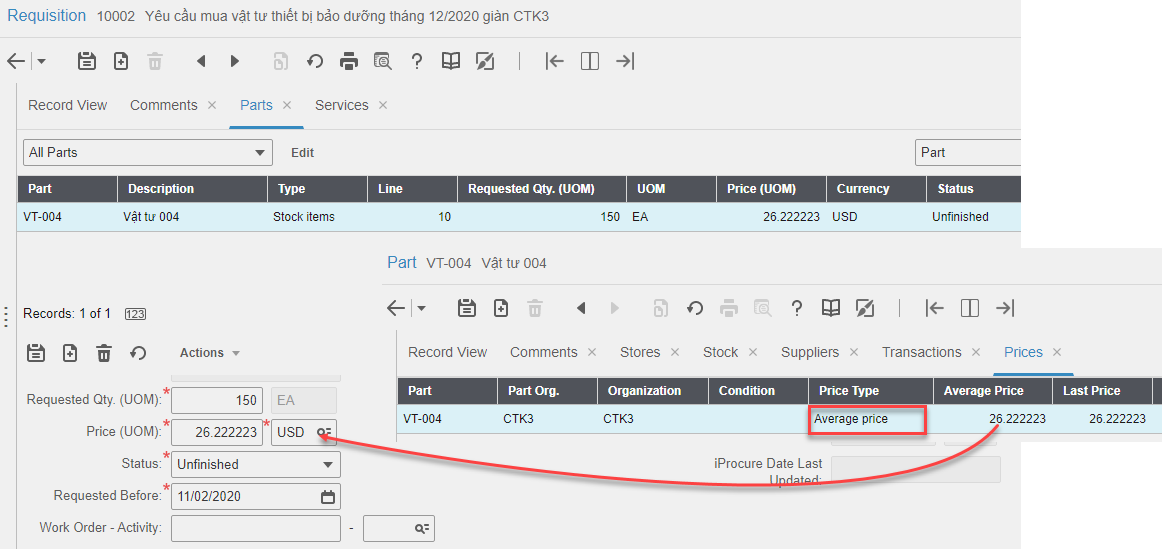 Requisition 10002 Yêu cầu mua vật tư thiết bị bảo dưỡng tháng 12/2020 giàn CTK3
Record View Comments × Parts × Services ×
All Parts Edit Part
Part Description Type Line Requested Qty. (UOM) UOM Price (UOM) Currency Status
VT-004 Vật tư 004 Stock items 10 150 EA 26.222223 USD Unfinished
Part VT-004 Vật tư 004
Records: 1 of 1 123
Actions
Record View Comments × Stores × Stock × Suppliers × Transactions × Prices ×
Part Part Org. Organization Condition Price Type Average Price Last Price
VT-004 CTK3 CTK3 Average price 26.222223 26.222223
Requested Qty. (UOM):* 150 EA
Price (UOM):* 26.222223 * USD
Status:* Unfinished
Requested Before:* 11/02/2020
Work Order - Activity: -
iProcure Date Last
Updated: